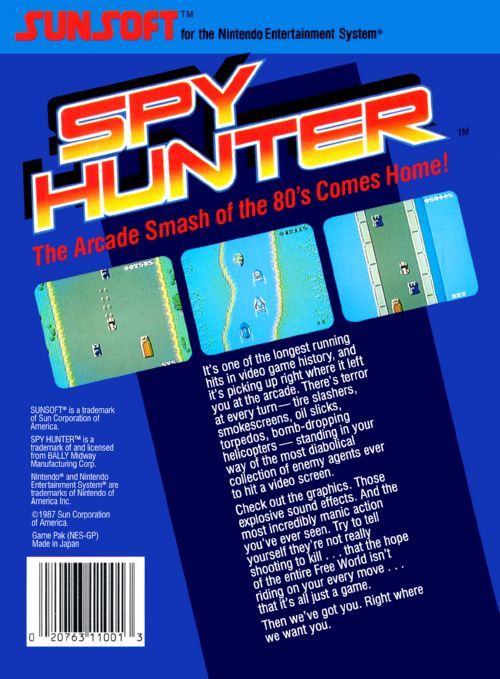 SUNSOFT™ for the Nintendo Entertainment System®
SPY
HUNTER™
The Arcade Smash of the 80's Comes Home!
It's one of the longest running
hits in video game history, and
it's picking up right where it left
you at the arcade. There's terror
at every turn — tire slashers,
smokescreens, oil slicks,
torpedos, bomb-dropping
helicopters — standing in your
way of the most diabolical
collection of enemy agents ever
to hit a video screen.
Check out the graphics. Those
explosive sound effects. And the
most incredibly manic action
you've ever seen. Try to tell
yourself they're not really
shooting to kill . . . that the hope
of the entire Free World isn't
riding on your every move . . .
that it's all just a game.
Then we've got you. Right where
we want you.
SUNSOFT® is a trademark
of Sun Corporation of
America.
SPY HUNTER™ is a
trademark of and licensed
from BALLY Midway
Manufacturing Corp.
Nintendo® and Nintendo
Entertainment System® are
trademarks of Nintendo of
America Inc.
©1987 Sun Corporation
of America.
Game Pak (NES-GP)
Made in Japan
0 20763 11001 3